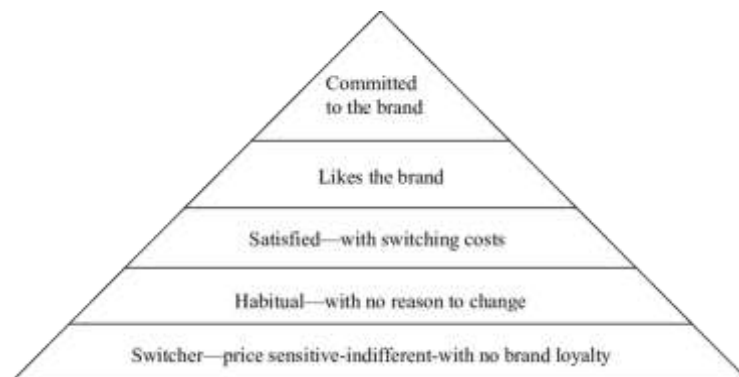 Committed
to the brand
Likes the brand
Satisfied—with switching costs
Habitual—with no reason to change
Switcher—price sensitive-indifferent-with no brand loyalty